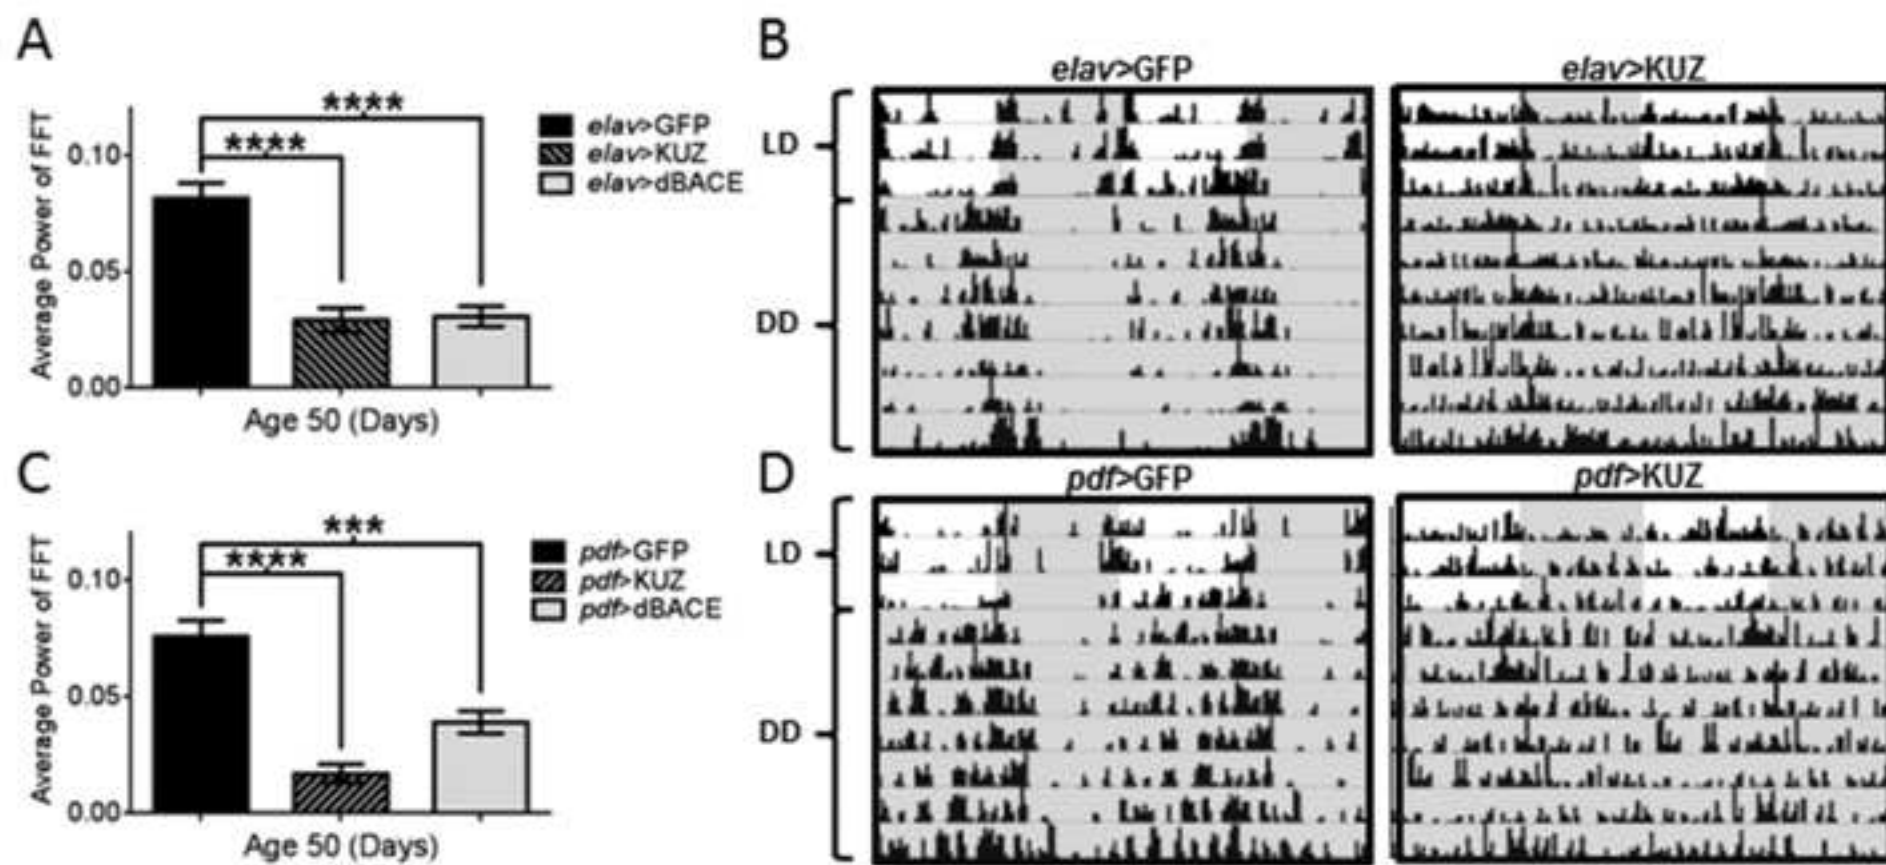 A
Average Power of FFT
0.10
0.05
0.00
****
****
elav>GFP
elav>KUZ
elav>dBACE
Age 50 (Days)
B
elav>GFP
elav>KUZ
LD
DD
C
Average Power of FFT
0.10
0.05
0.00
***
****
pdf>GFP
pdf>KUZ
pdf>dBACE
Age 50 (Days)
D
pdf>GFP
pdf>KUZ
LD
DD